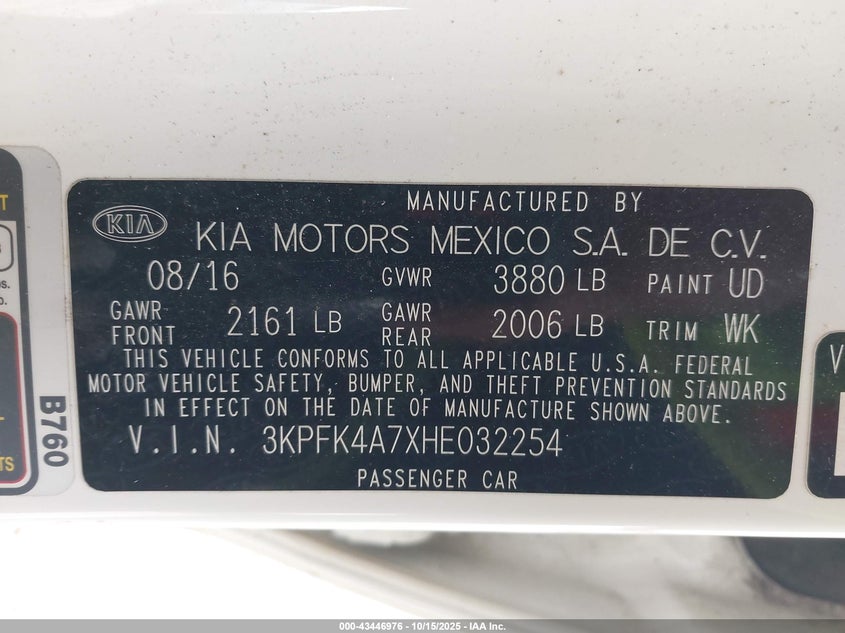 MANUFACTURED BY
KIA KIA MOTORS MEXICO S.A. DE C.V.
08/16 GVWR 3880 LB PAINT UD
GAWR FRONT 2161 LB GAWR REAR 2006 LB TRIM WK
THIS VEHICLE CONFORMS TO ALL APPLICABLE U.S.A. FEDERAL
MOTOR VEHICLE SAFETY, BUMPER, AND THEFT PREVENTION STANDARDS
IN EFFECT ON THE DATE OF MANUFACTURE SHOWN ABOVE.
V.I.N. 3KPFK4A7XHE032254
PASSENGER CAR
B760
000-43446976 - 10/15/2025 - IAA Inc.